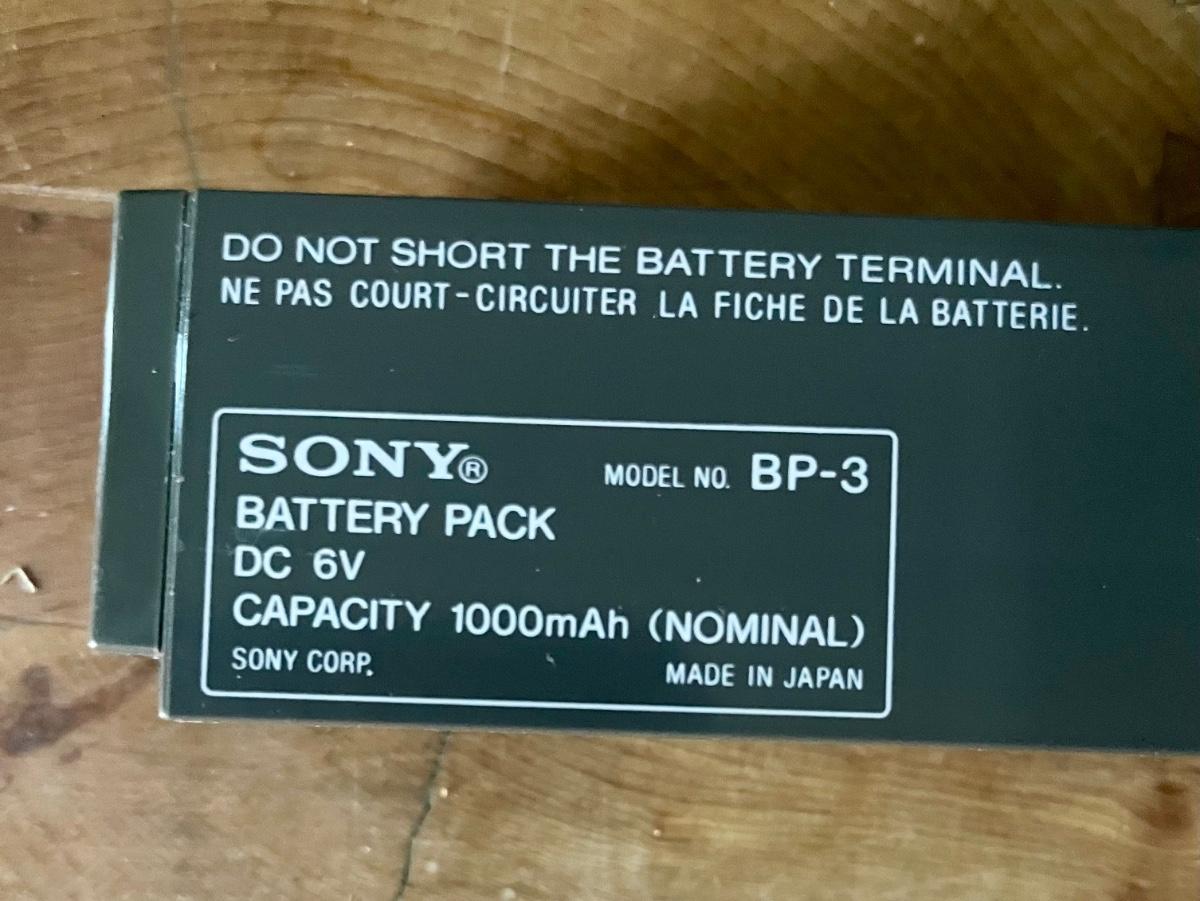 DO NOT SHORT THE BATTERY TERMINAL.
NE PAS COURT-CIRCUITER LA FICHE DE LA BATTERIE.
SONY® MODEL NO. BP-3
BATTERY PACK
DC 6V
CAPACITY 1000mAh (NOMINAL)
SONY CORP. MADE IN JAPAN